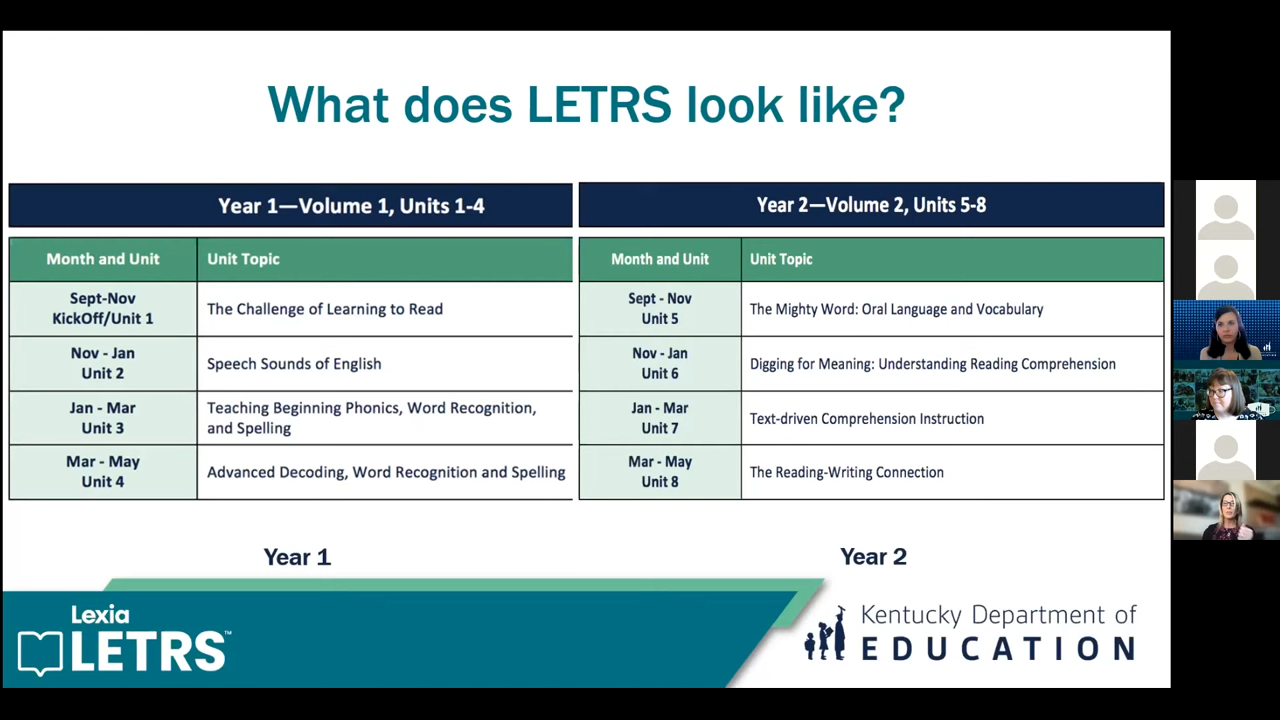 What does LETRS look like?
Year 1—Volume 1, Units 1-4
Month and Unit
Unit Topic
Sept-Nov
KickOff/Unit 1
The Challenge of Learning to Read
Nov - Jan
Unit 2
Speech Sounds of English
Jan - Mar
Unit 3
Teaching Beginning Phonics, Word Recognition,
and Spelling
Mar - May
Unit 4
Advanced Decoding, Word Recognition and Spelling
Year 2—Volume 2, Units 5-8
Month and Unit
Unit Topic
Sept - Nov
Unit 5
The Mighty Word: Oral Language and Vocabulary
Nov - Jan
Unit 6
Digging for Meaning: Understanding Reading Comprehension
Jan - Mar
Unit 7
Text-driven Comprehension Instruction
Mar - May
Unit 8
The Reading-Writing Connection
Year 1
Year 2
Lexia
LETRS™
Kentucky Department of
EDUCATION